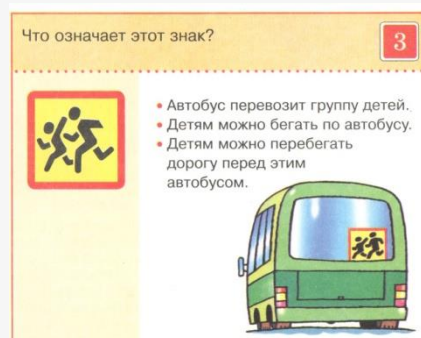 Что означает этот знак?
3
• Автобус перевозит группу детей.
• Детям можно бегать по автобусу.
• Детям можно перебегать
дорогу перед этим
автобусом.